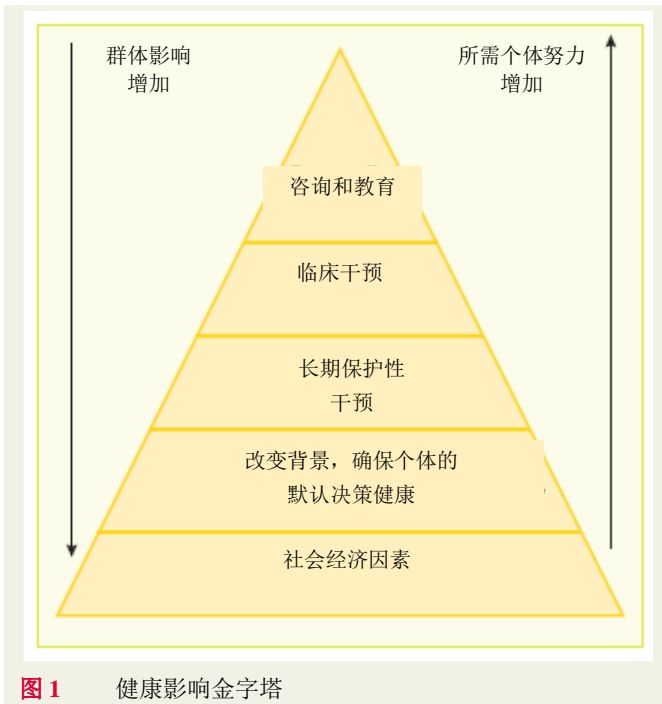 群体影响
增加
所需个体努力
增加
咨询和教育
临床干预
长期保护性
干预
改变背景，确保个体的
默认决策健康
社会经济因素
图 1 健康影响金字塔